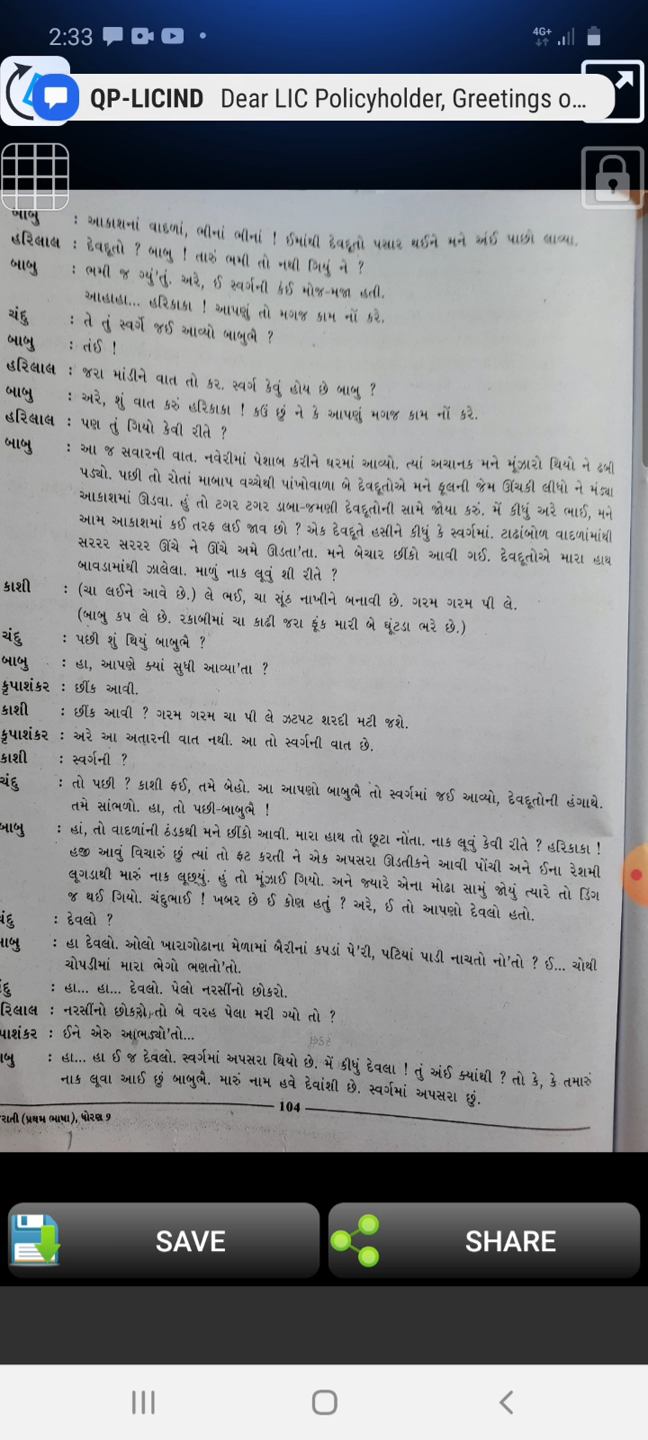 2:33
4G+
QP-LICIND Dear LIC Policyholder, Greetings o...
બાબુ : આકાશનાં વાદળાં, ભીનાં ભીનાં ! ઈમાંથી દેવદૂતો પસાર થઈને મને અંઈ પાછો લાવ્યા.
હરિલાલ : દેવદૂતો ? બાબુ ! તારું ભમી તો નથી ગિયું ને ?
બાબુ : ભમી જ ગ્યું'તું. અરે, ઈ સ્વર્ગની કંઈ મોજ-મજા હતી.
આહાહા... હરિકાકા ! આપણું તો મગજ કામ નોં કરે.
ચંદુ : તે તું સ્વર્ગે જઈ આવ્યો બાબુભૈ ?
બાબુ : તંઈ !
હરિલાલ : જરા માંડીને વાત તો કર. સ્વર્ગ કેવું હોય છે બાબુ ?
બાબુ : અરે, શું વાત કરું હરિકાકા ! કઉં છું ને કે આપણું મગજ કામ નોં કરે.
હરિલાલ : પણ તું ગિયો કેવી રીતે ?
બાબુ : આ જ સવારની વાત. નવેરીમાં પેશાબ કરીને ઘરમાં આવ્યો. ત્યાં અચાનક મને મૂંઝારો થિયો ને ઢબી
પડ્યો. પછી તો રોતાં માબાપ વચ્ચેથી પાંખોવાળા બે દેવદૂતોએ મને ફૂલની જેમ ઊંચકી લીધો ને મંડ્યા
આકાશમાં ઊડવા. હું તો ટગર ટગર ડાબા-જમણી દેવદૂતોની સામે જોયા કરું. મેં કીધું અરે ભાઈ, મને
આમ આકાશમાં કઈ તરફ લઈ જાવ છો ? એક દેવદૂતે હસીને કીધું કે સ્વર્ગમાં. ટાઢાંબોળ વાદળાંમાંથી
સરરર સરરર ઊંચે ને ઊંચે અમે ઊડતા'તા. મને બેચાર છીંકો આવી ગઈ. દેવદૂતોએ મારા હાથ
બાવડામાંથી ઝાલેલા. માળું નાક લૂવું શી રીતે ?
કાશી : (ચા લઈને આવે છે.) લે ભઈ, ચા સૂંઠ નાખીને બનાવી છે. ગરમ ગરમ પી લે.
(બાબુ કપ લે છે. રકાબીમાં ચા કાઢી જરા ફૂંક મારી બે ઘૂંટડા ભરે છે.)
ચંદુ : પછી શું થિયું બાબુભૈ ?
બાબુ : હા, આપણે ક્યાં સુધી આવ્યા'તા ?
કૃપાશંકર : છીંક આવી.
કાશી : છીંક આવી ? ગરમ ગરમ ચા પી લે ઝટપટ શરદી મટી જશે.
કૃપાશંકર : અરે આ અતારની વાત નથી. આ તો સ્વર્ગની વાત છે.
કાશી : સ્વર્ગની ?
ચંદુ : તો પછી ? કાશી ફઈ, તમે બેહો. આ આપણો બાબુભૈ તો સ્વર્ગમાં જઈ આવ્યો, દેવદૂતોની હંગાથે.
તમે સાંભળો. હા, તો પછી-બાબુભૈ !
બાબુ : હાં, તો વાદળાંની ઠંડકથી મને છીંકો આવી. મારા હાથ તો છૂટા નોંતા. નાક લૂવું કેવી રીતે ? હરિકાકા !
હજી આવું વિચારું છું ત્યાં તો ફટ કરતી ને એક અપસરા ઊડતીકને આવી પોંચી અને ઈના રેશમી
લૂગડાથી મારું નાક લૂછ્યું. હું તો મૂંઝાઈ ગિયો. અને જ્યારે એના મોઢા સામું જોયું ત્યારે તો ડિંગ
જ થઈ ગિયો. ચંદુભાઈ ! ખબર છે ઈ કોણ હતું ? અરે, ઈ તો આપણો દેવલો હતો.
ચંદુ : દેવલો ?
બાબુ : હા દેવલો. ઓલો ખારાગોઢાના મેળામાં બૈરીનાં કપડાં પે'રી, પટિયાં પાડી નાચતો નો'તો ? ઈ... ચોથી
ચોપડીમાં મારા ભેગો ભણતો'તો.
ચંદુ : હા... હા... દેવલો. પેલો નરસીંનો છોકરો.
રિલાલ : નરસીંનો છોકરો, તો બે વરહ પેલા મરી ગ્યો તો ?
પાશંકર : ઈને એરુ આભડ્યો'તો...
બુ : હા... હા ઈ જ દેવલો. સ્વર્ગમાં અપસરા થિયો છે. મેં કીધું દેવલા ! તું અંઈ ક્યાંથી ? તો કે, કે તમારું
નાક લૂવા આઈ છું બાબુભૈ. મારું નામ હવે દેવાંશી છે. સ્વર્ગમાં અપસરા છું.
104
રાતી (પ્રથમ ભાષા), ધોરણ 9
SAVE
SHARE